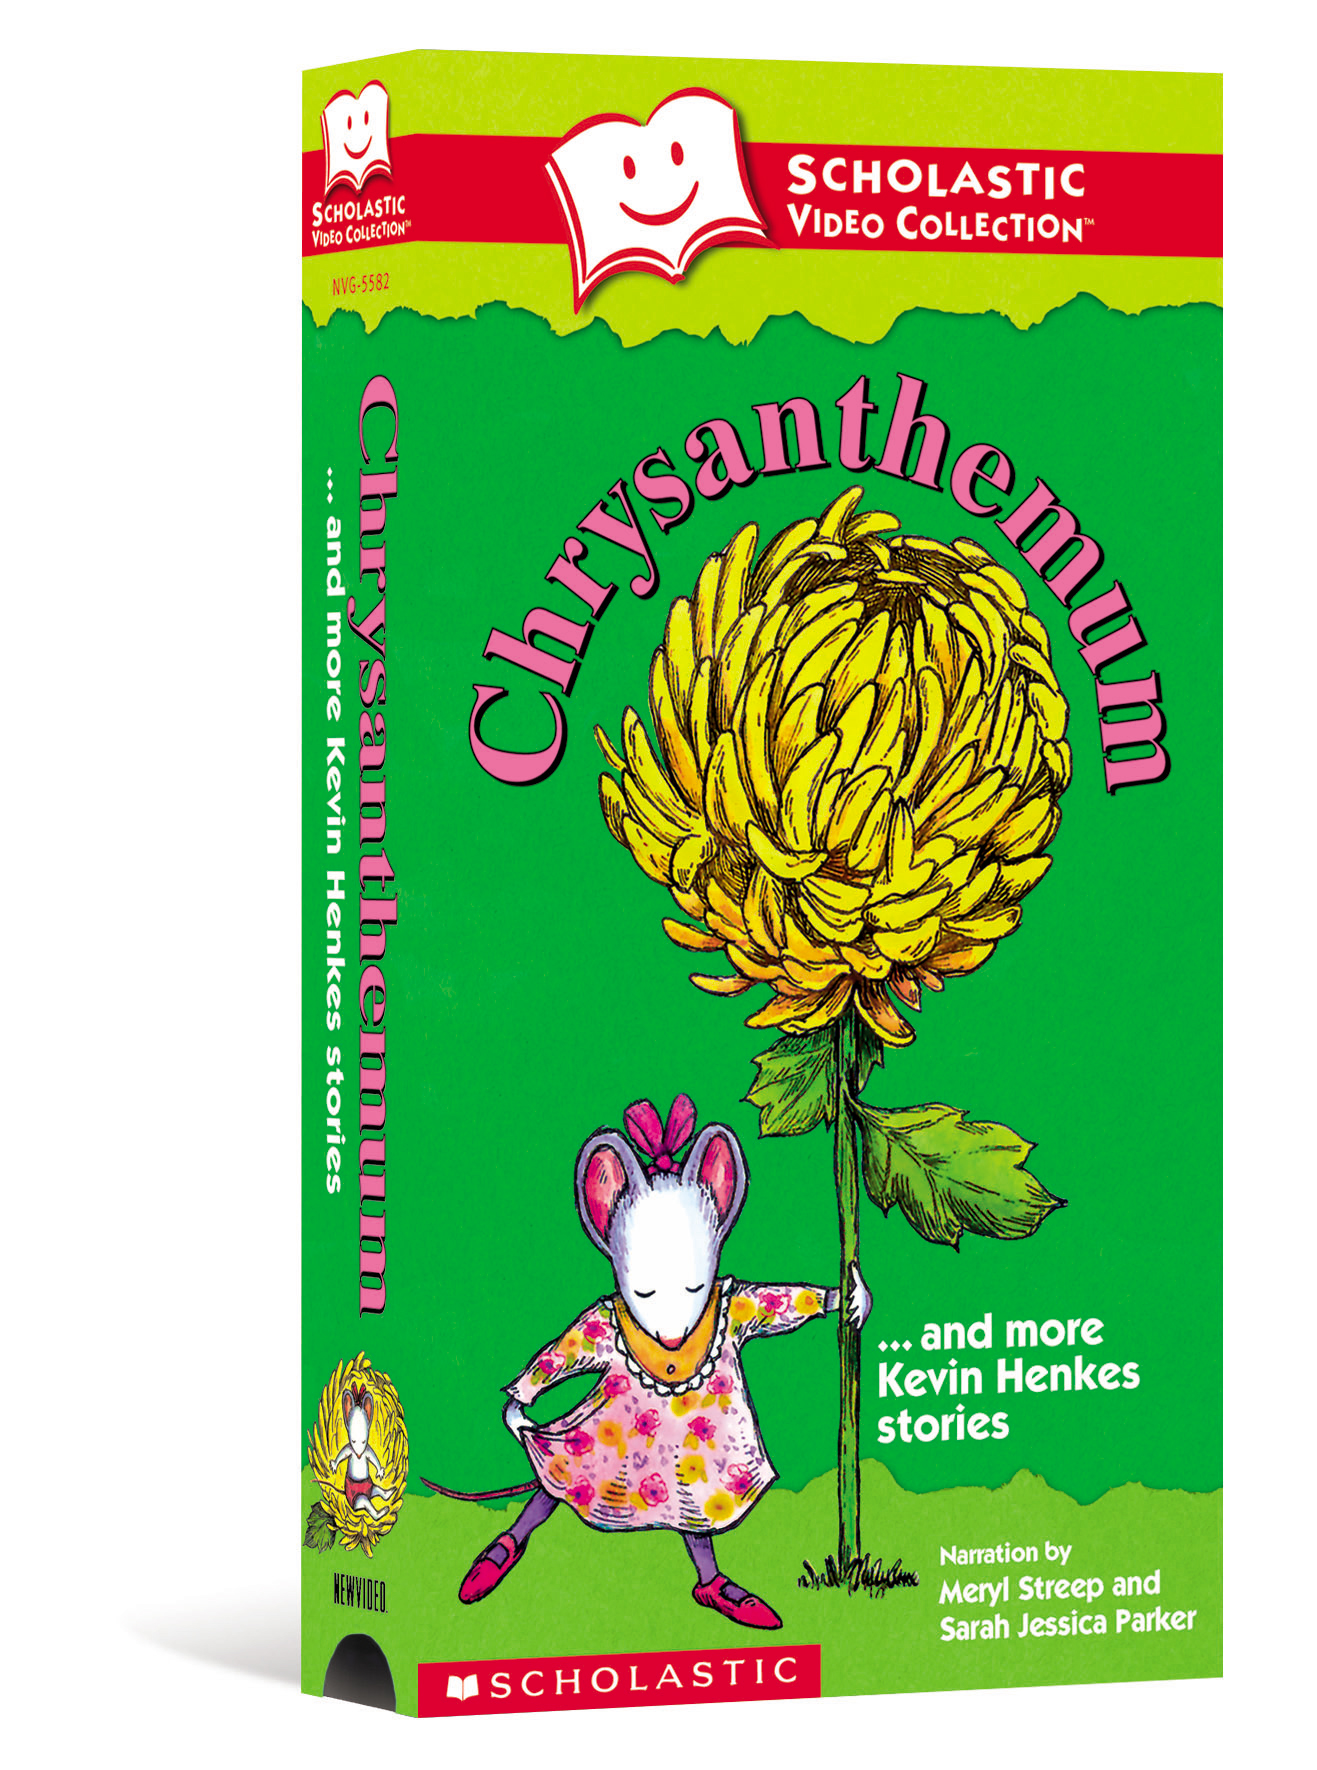 SCHOLASTIC
VIDEO COLLECTION™
NVG-5582
Chrysanthemum
... and more Kevin Henkes stories
NEWVIDEO
SCHOLASTIC
VIDEO COLLECTION™
Chrysanthemum
... and more
Kevin Henkes
stories
Narration by
Meryl Streep and
Sarah Jessica Parker
SCHOLASTIC